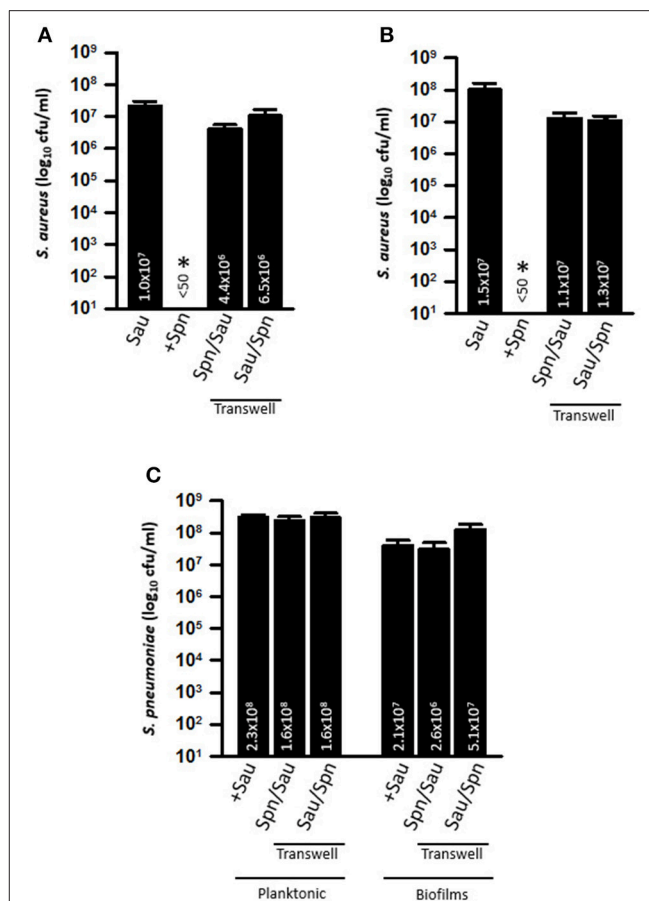 A
S. aureus (log₁₀ cfu/ml)
10⁹
10⁸
10⁷
10⁶
10⁵
10⁴
10³
10²
10¹
1.0x10⁷
<50 *
4.4x10⁶
6.5x10⁶
Sau
+Spn
Spn/Sau
Sau/Spn
Transwell
B
S. aureus (log₁₀ cfu/ml)
10⁹
10⁸
10⁷
10⁶
10⁵
10⁴
10³
10²
10¹
1.5x10⁷
<50 *
1.1x10⁷
1.3x10⁷
Sau
+Spn
Spn/Sau
Sau/Spn
Transwell
C
S. pneumoniae (log₁₀ cfu/ml)
10⁹
10⁸
10⁷
10⁶
10⁵
10⁴
10³
10²
10¹
2.3x10⁸
1.6x10⁸
1.6x10⁸
2.1x10⁷
2.6x10⁶
5.1x10⁷
+Sau
Spn/Sau
Sau/Spn
+Sau
Spn/Sau
Sau/Spn
Transwell
Transwell
Planktonic
Biofilms